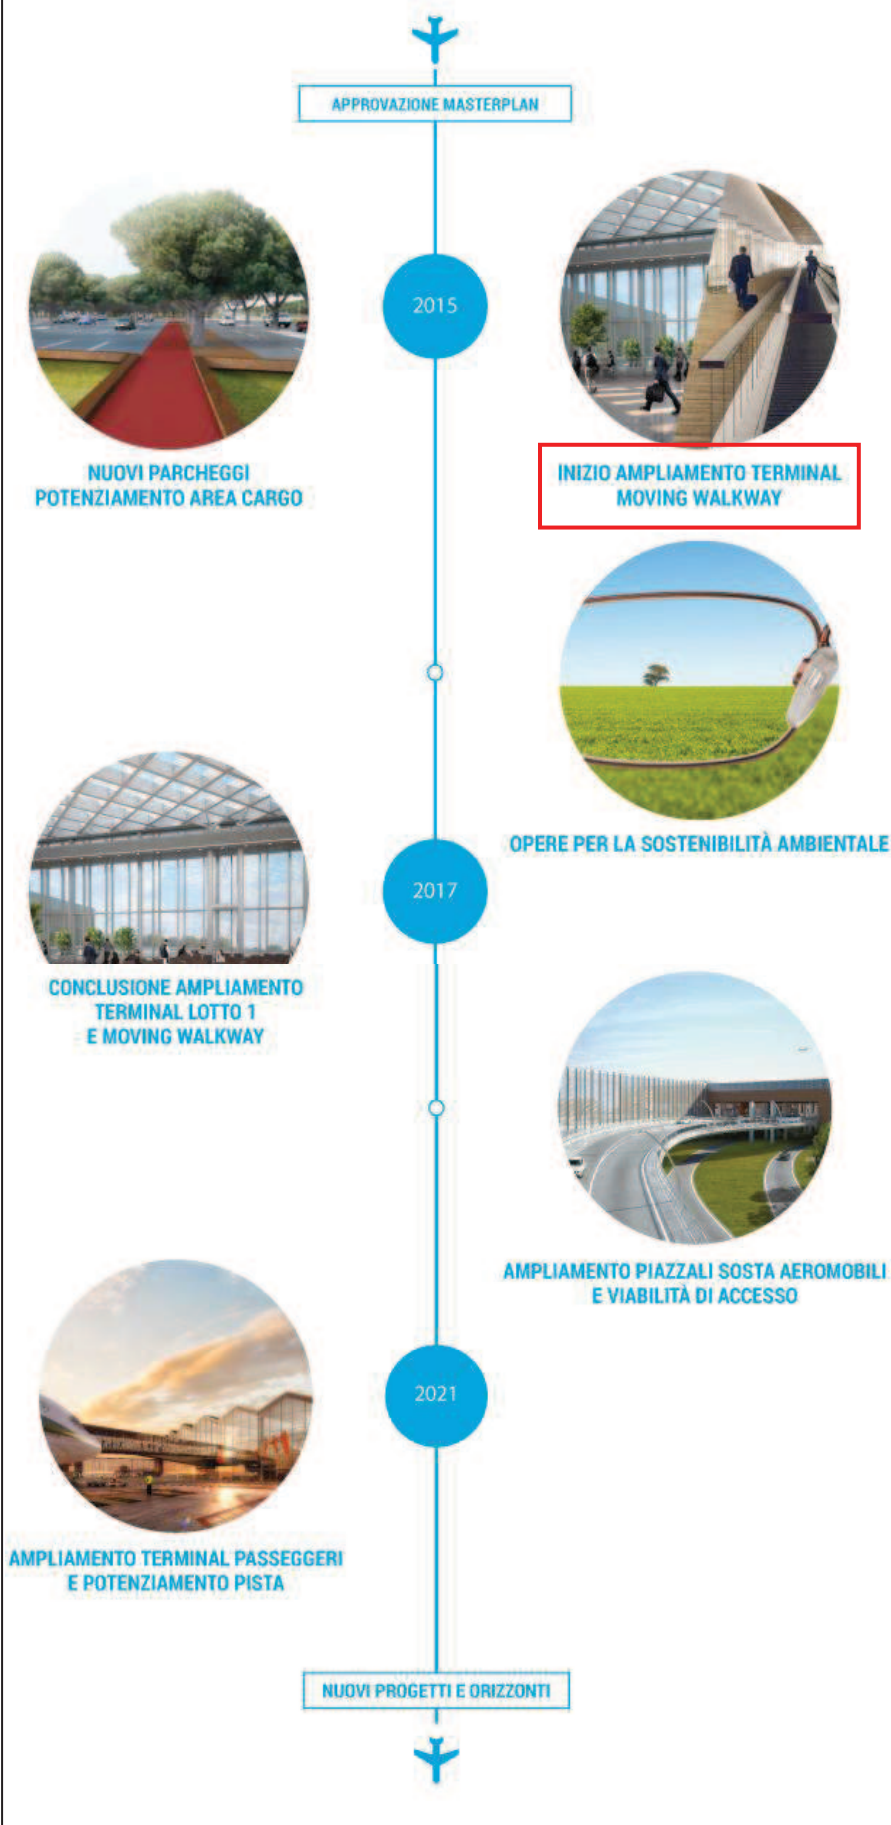 APPROVAZIONE MASTERPLAN
2015
NUOVI PARCHEGGI
POTENZIAMENTO AREA CARGO
INIZIO AMPLIAMENTO TERMINAL
MOVING WALKWAY
OPERE PER LA SOSTENIBILITÀ AMBIENTALE
2017
CONCLUSIONE AMPLIAMENTO
TERMINAL LOTTO 1
E MOVING WALKWAY
AMPLIAMENTO PIAZZALI SOSTA AEROMOBILI
E VIABILITÀ DI ACCESSO
2021
AMPLIAMENTO TERMINAL PASSEGGERI
E POTENZIAMENTO PISTA
NUOVI PROGETTI E ORIZZONTI